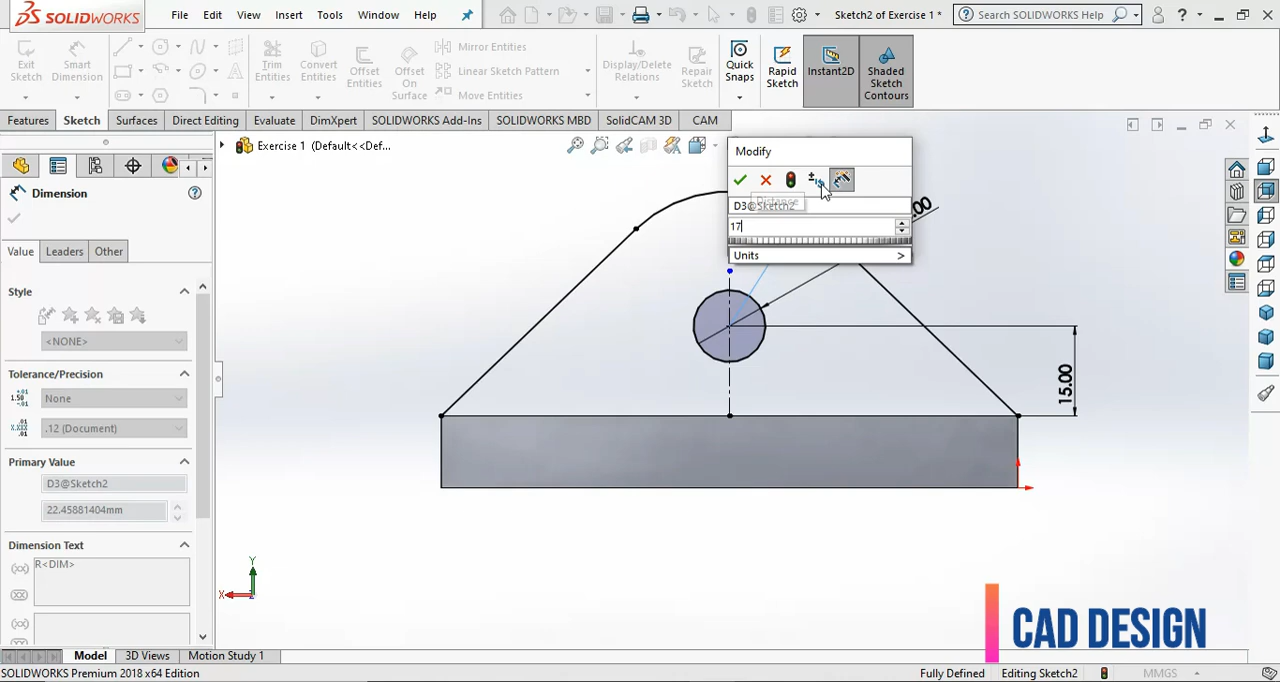 SOLIDWORKS
File Edit View Insert Tools Window Help
Sketch2 of Exercise 1 *
Search SOLIDWORKS Help
?
Exit Sketch
Smart Dimension
Trim Entities
Convert Entities
Offset Entities
Offset On Surface
Mirror Entities
Linear Sketch Pattern
Move Entities
Display/Delete Relations
Repair Sketch
Quick Snaps
Rapid Sketch
Instant2D
Shaded Sketch Contours
Features Sketch Surfaces Direct Editing Evaluate DimXpert SOLIDWORKS Add-Ins SOLIDWORKS MBD SolidCAM 3D CAM
Exercise 1 (Default<<Def...
Dimension
Value Leaders Other
Style
<NONE>
Tolerance/Precision
None
.12 (Document)
Primary Value
D3@Sketch2
22.45881404mm
Dimension Text
R<DIM>
Modify
D3@Sketch2
Distance
17
Units >
.00
15.00
Y
X
CAD DESIGN
Model 3D Views Motion Study 1
SOLIDWORKS Premium 2018 x64 Edition
Fully Defined Editing Sketch2 MMGS